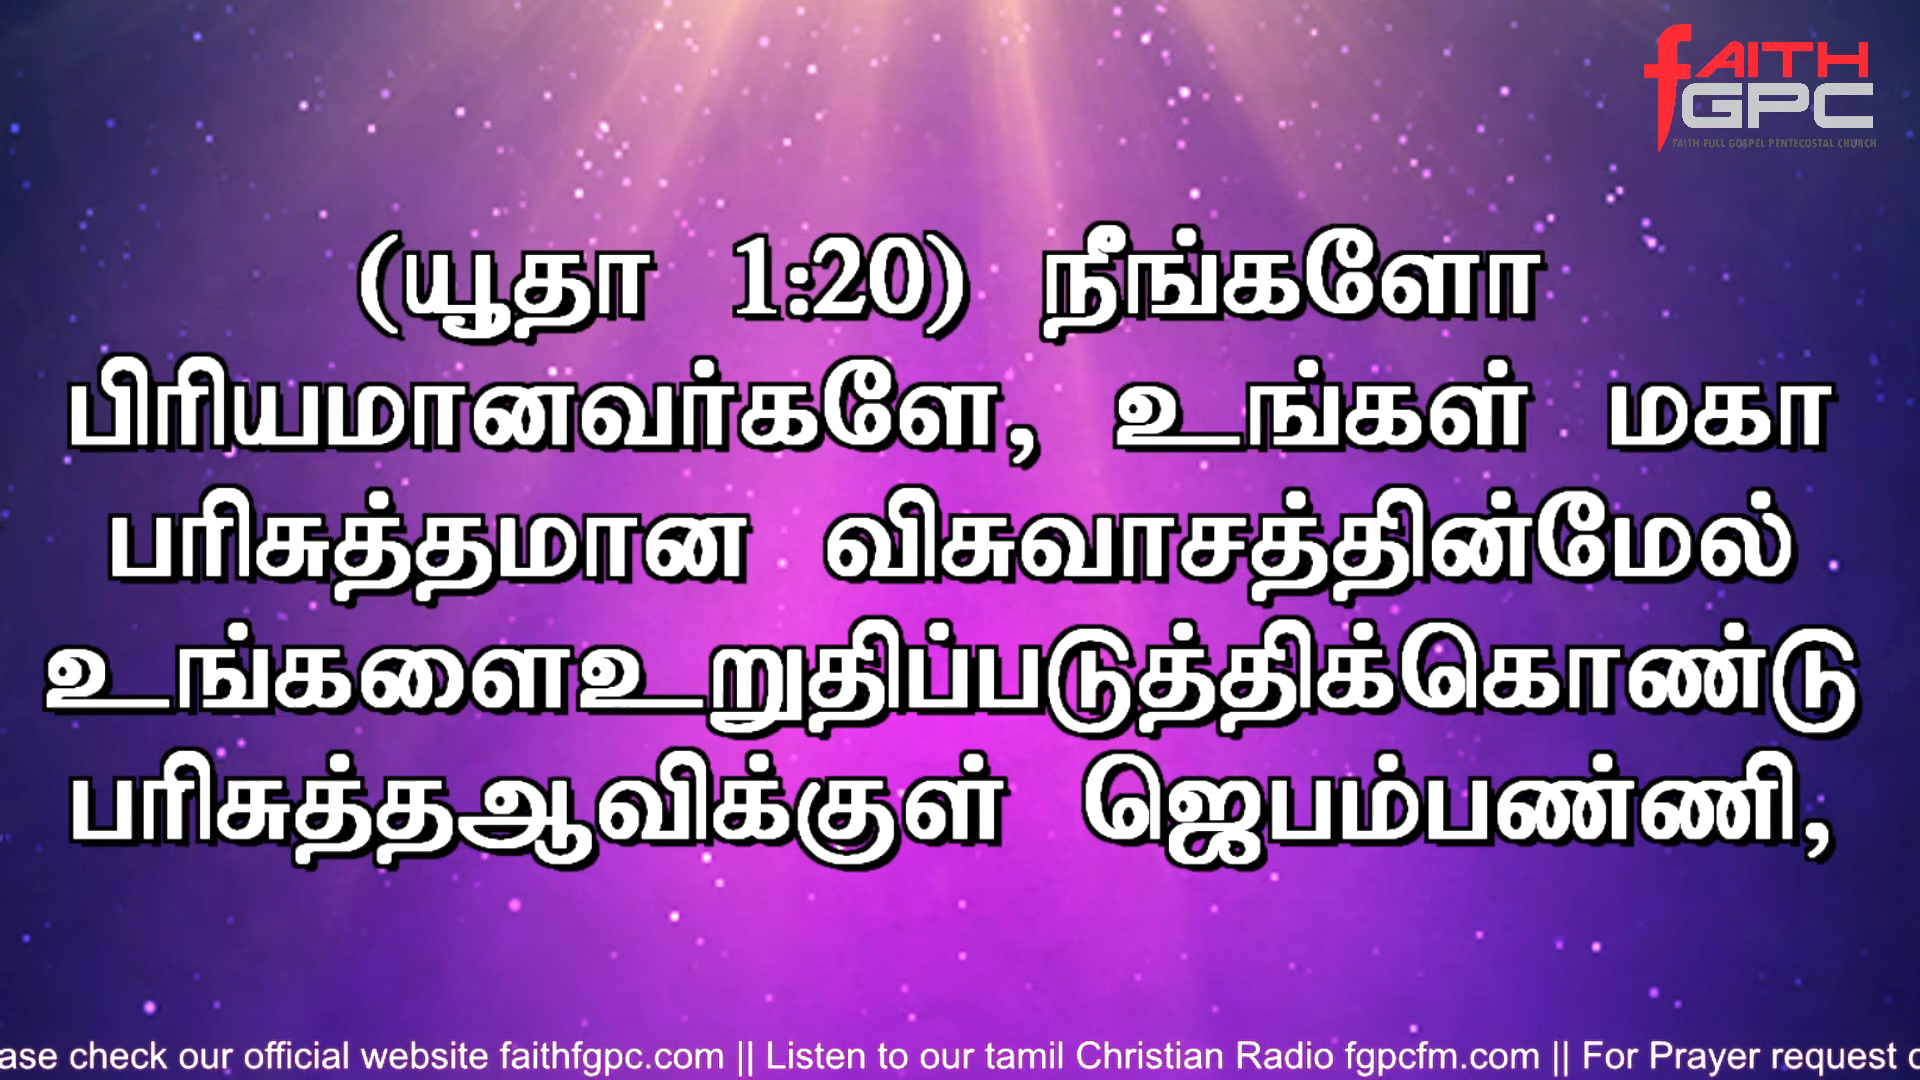 fAITH
GPC
FAITH FULL GOSPEL PENTECOSTAL CHURCH
(யூதா 1:20) நீங்களோ
பிரியமானவர்களே, உங்கள் மகா
பரிசுத்தமான விசுவாசத்தின்மேல்
உங்களைஉறுதிப்படுத்திக்கொண்டு
பரிசுத்தஆவிக்குள் ஜெபம்பண்ணி,
ase check our official website faithfgpc.com || Listen to our tamil Christian Radio fgpcfm.com || For Prayer request c